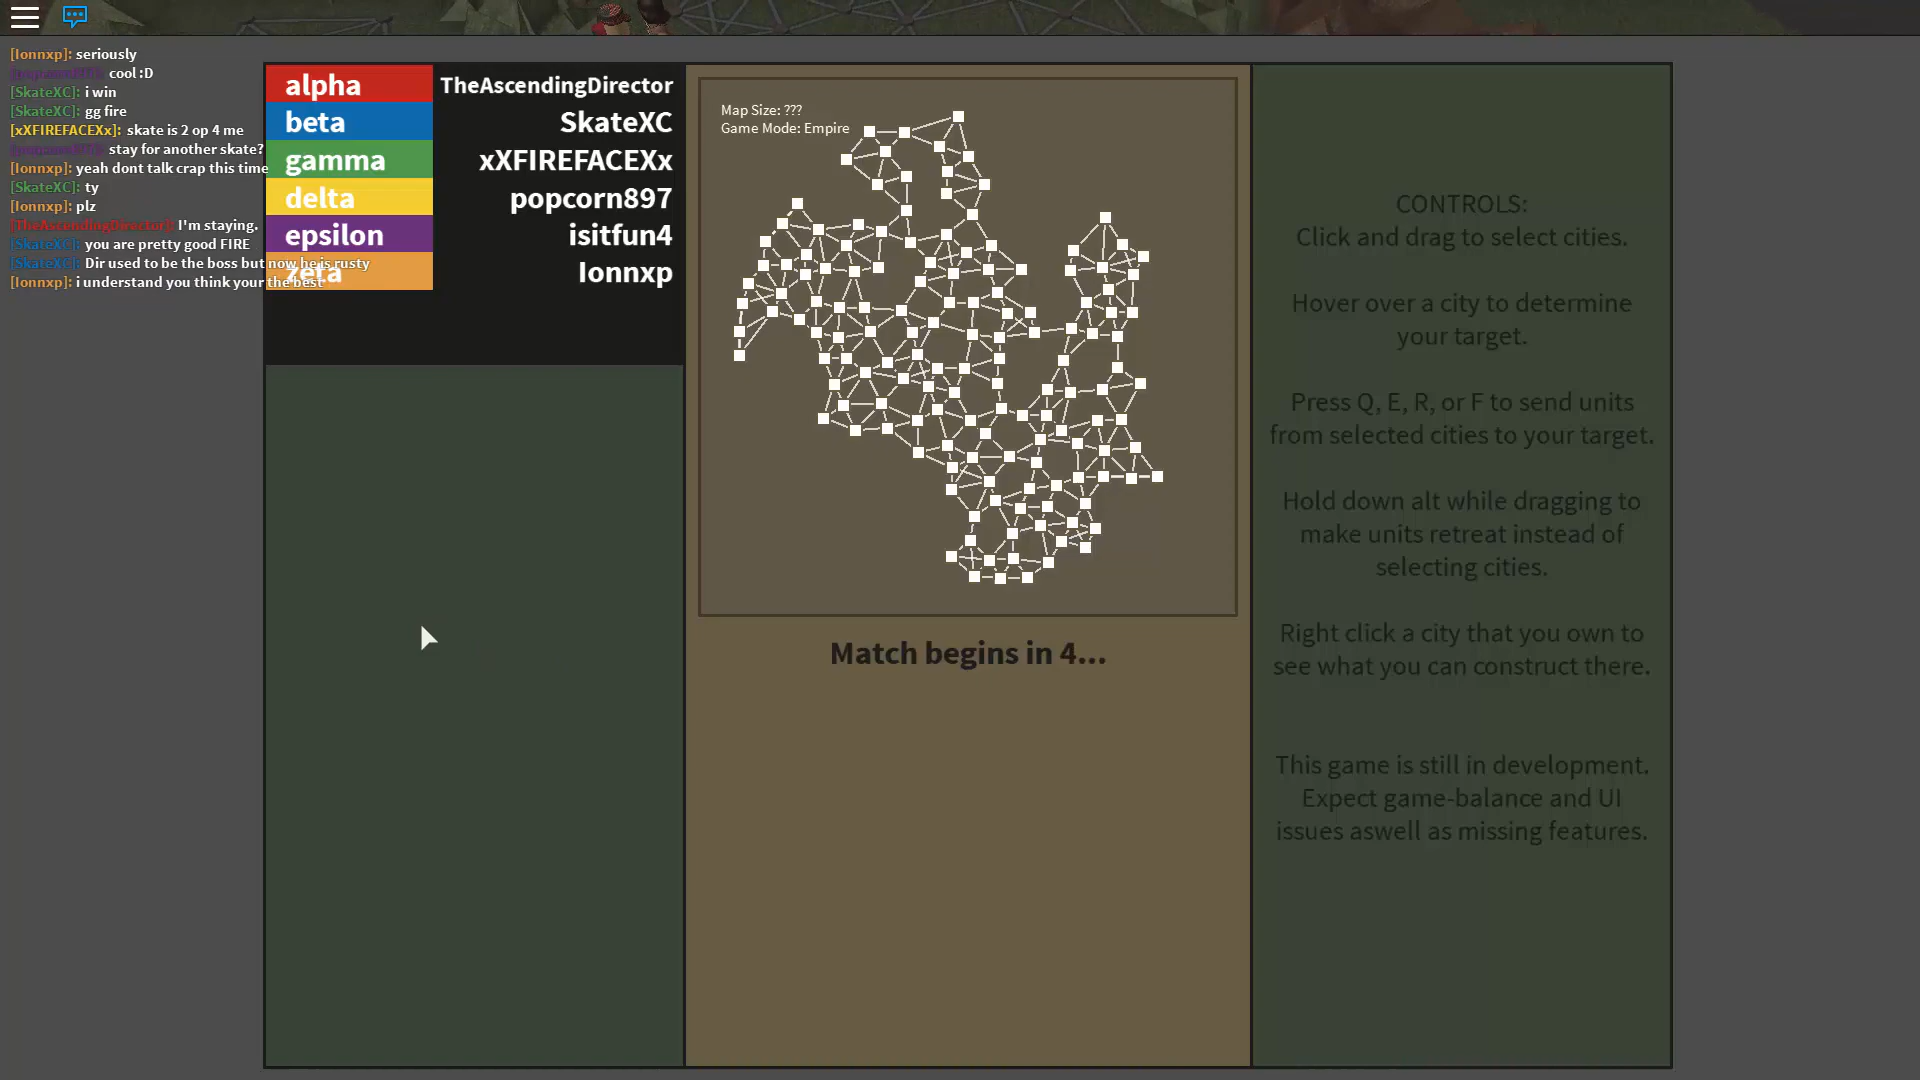 [Ionnxp]: seriously
cool :D
[SkateXC]: i win
[SkateXC]: gg fire
[xXFIREFACEXx]: skate is 2 op 4 me
stay for another skate?
[Ionnxp]: yeah dont talk crap this time
[SkateXC]: ty
[Ionnxp]: plz
[TheAscendingDirector]: I'm staying.
[SkateXC]: you are pretty good FIRE
[SkateXC]: Dir used to be the boss but now he is rusty
[Ionnxp]: i understand you think your the best
alpha TheAscendingDirector
beta SkateXC
gamma xXFIREFACEXx
delta popcorn897
epsilon isitfun4
zeta Ionnxp
Map Size: ???
Game Mode: Empire
Match begins in 4...
CONTROLS:
Click and drag to select cities.
Hover over a city to determine
your target.
Press Q, E, R, or F to send units
from selected cities to your target.
Hold down alt while dragging to
make units retreat instead of
selecting cities.
Right click a city that you own to
see what you can construct there.
This game is still in development.
Expect game-balance and UI
issues aswell as missing features.